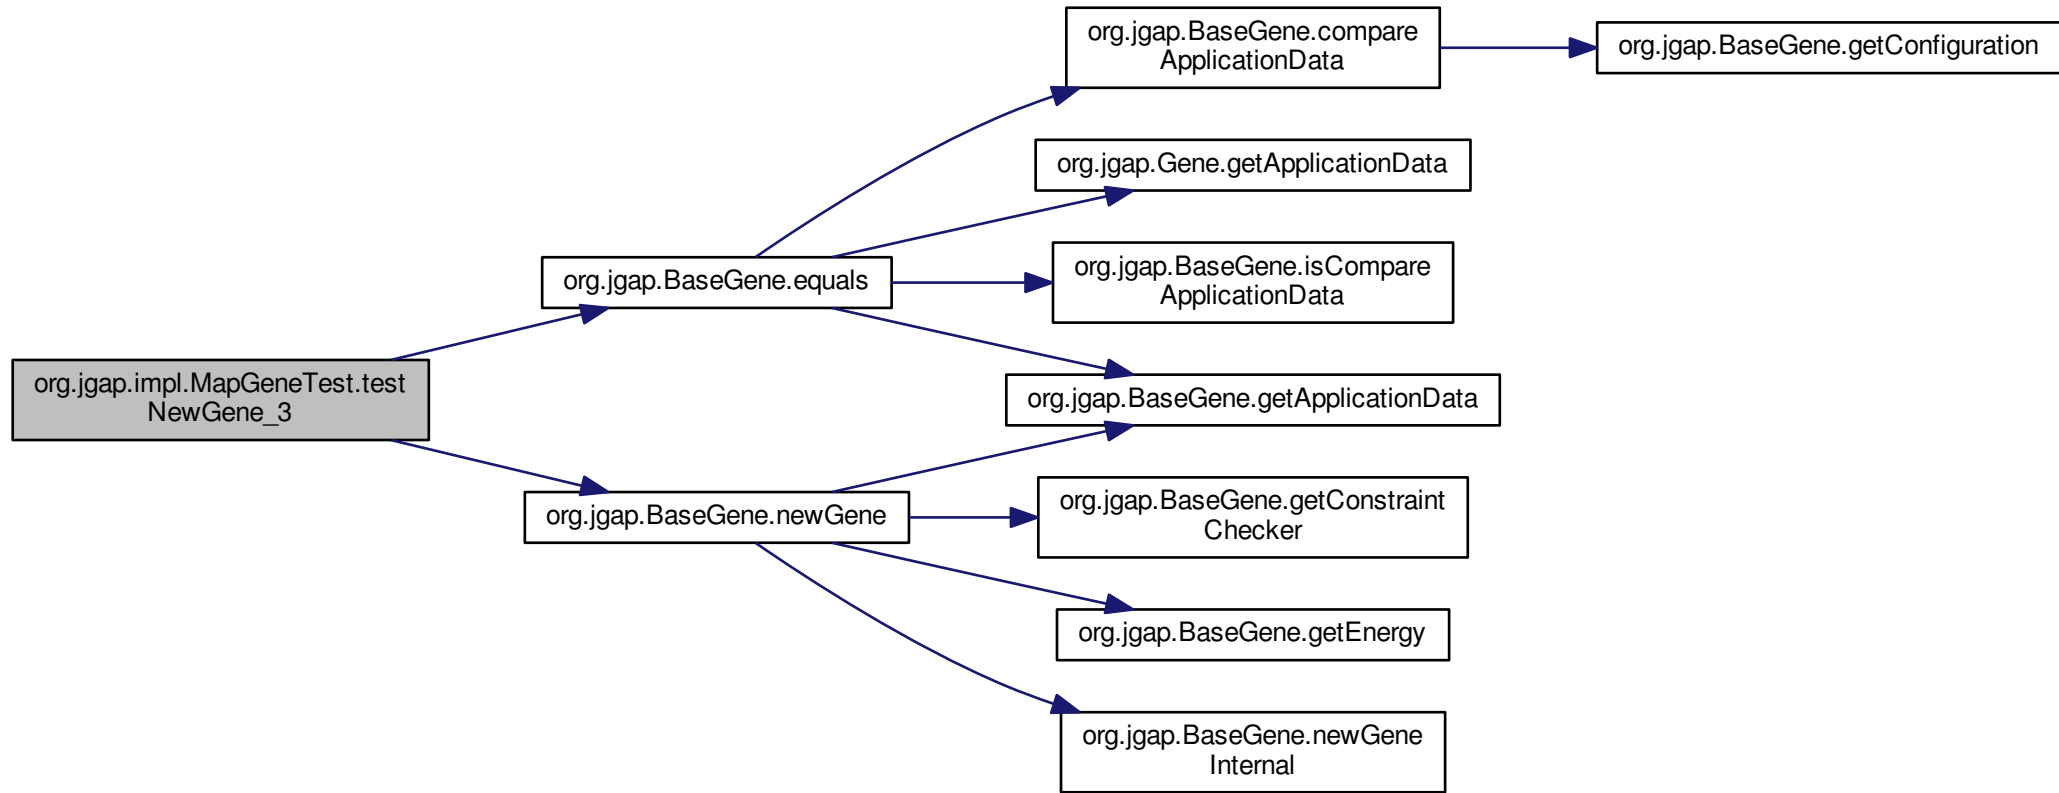 org.jgap.impl.MapGeneTest.test
NewGene_3
org.jgap.BaseGene.equals
org.jgap.BaseGene.newGene
org.jgap.BaseGene.compare
ApplicationData
org.jgap.Gene.getApplicationData
org.jgap.BaseGene.isCompare
ApplicationData
org.jgap.BaseGene.getApplicationData
org.jgap.BaseGene.getConstraint
Checker
org.jgap.BaseGene.getEnergy
org.jgap.BaseGene.newGene
Internal
org.jgap.BaseGene.getConfiguration